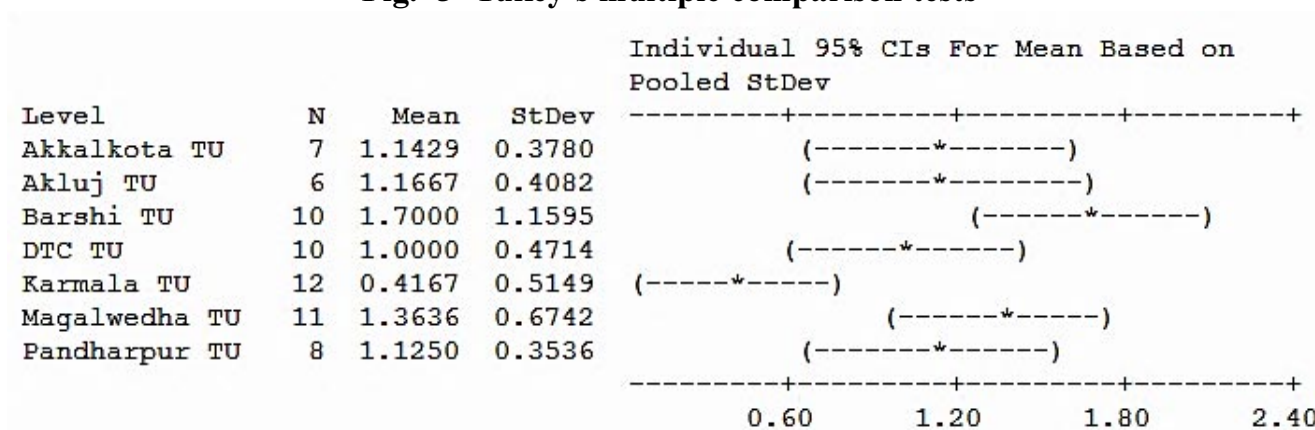 Fig. 3 Tukey's multiple comparison tests
Individual 95% CIs For Mean Based on
Pooled StDev
Level N Mean StDev ---------+---------+---------+---------+
Akkalkota TU 7 1.1429 0.3780 (-------*-------)
Akluj TU 6 1.1667 0.4082 (-------*--------)
Barshi TU 10 1.7000 1.1595 (------*------)
DTC TU 10 1.0000 0.4714 (------*------)
Karmala TU 12 0.4167 0.5149 (-----*-----)
Magalwedha TU 11 1.3636 0.6742 (------*-----)
Pandharpur TU 8 1.1250 0.3536 (-------*------)
---------+---------+---------+---------+
0.60 1.20 1.80 2.40